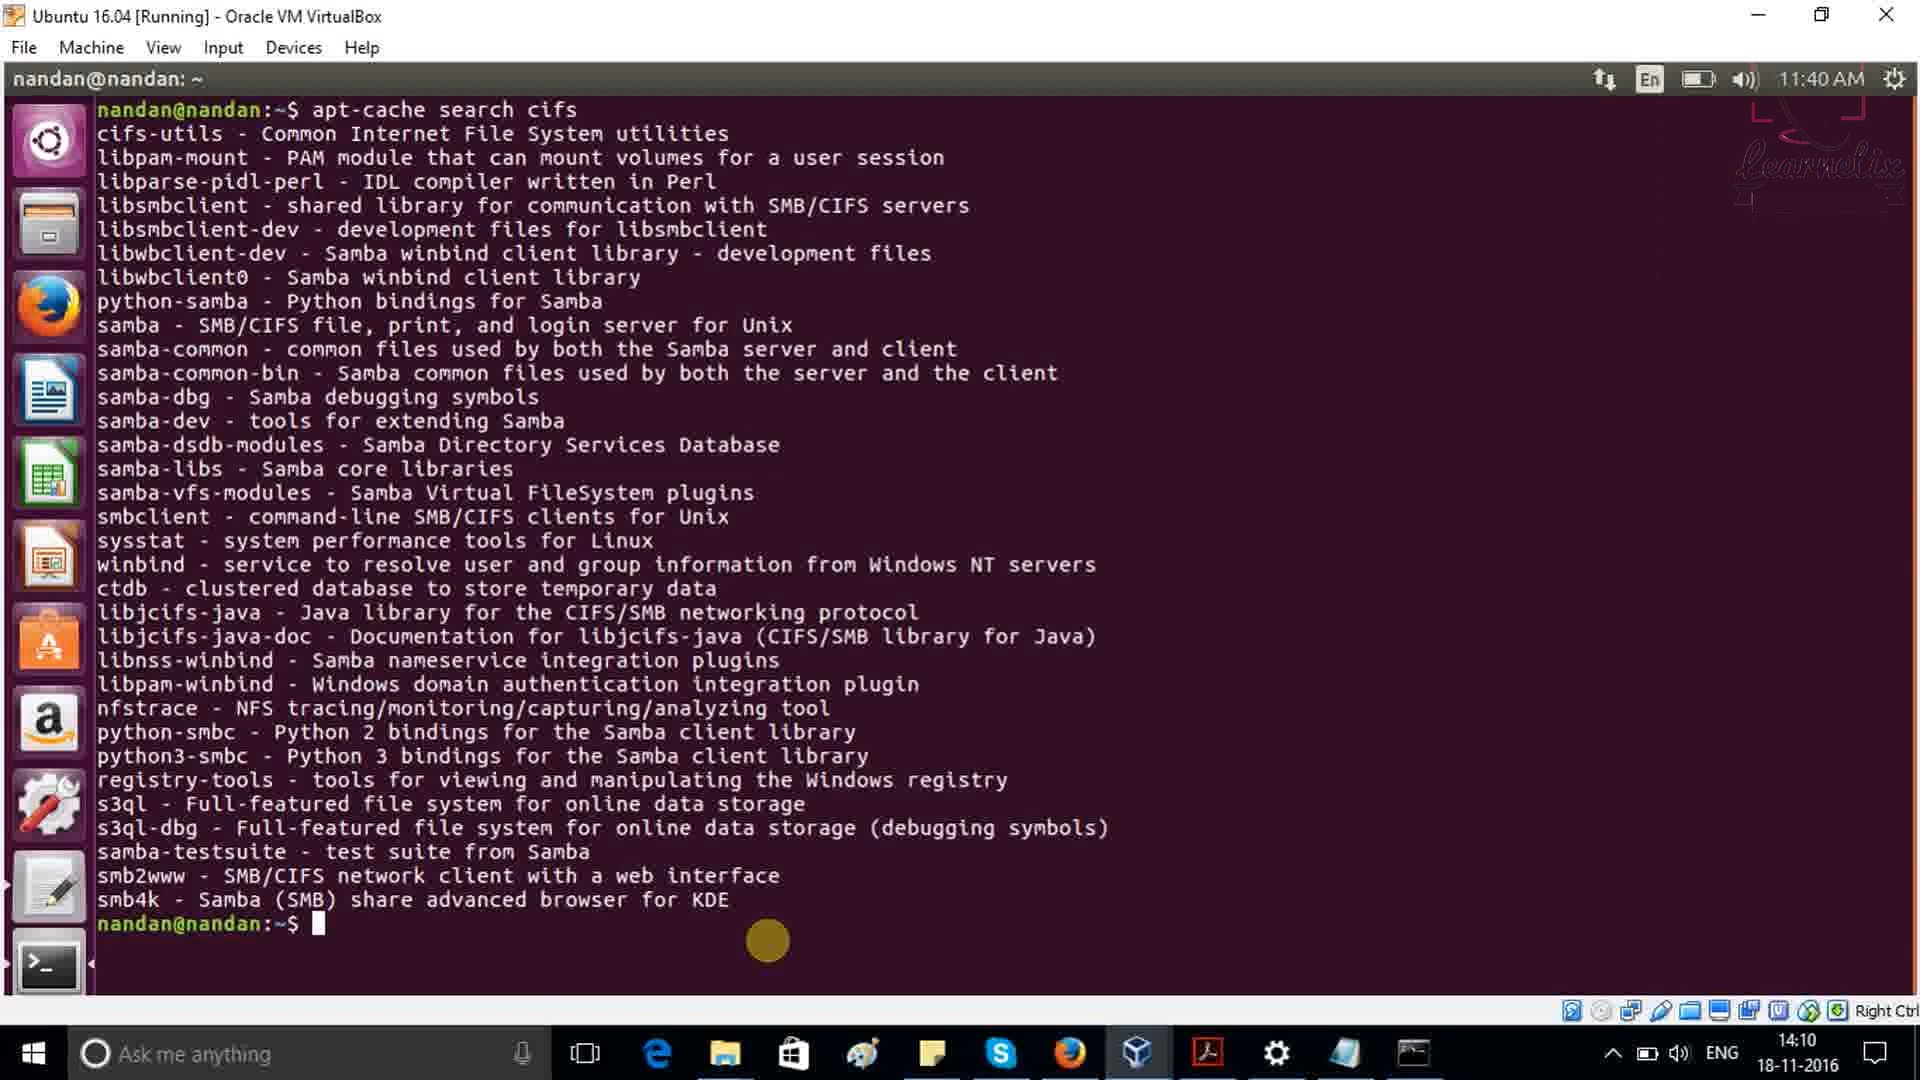 Ubuntu 16.04 [Running] - Oracle VM VirtualBox
File Machine View Input Devices Help
nandan@nandan: ~
En
11:40 AM
learnelix
nandan@nandan:~$ apt-cache search cifs
cifs-utils - Common Internet File System utilities
libpam-mount - PAM module that can mount volumes for a user session
libparse-pidl-perl - IDL compiler written in Perl
libsmbclient - shared library for communication with SMB/CIFS servers
libsmbclient-dev - development files for libsmbclient
libwbclient-dev - Samba winbind client library - development files
libwbclient0 - Samba winbind client library
python-samba - Python bindings for Samba
samba - SMB/CIFS file, print, and login server for Unix
samba-common - common files used by both the Samba server and client
samba-common-bin - Samba common files used by both the server and the client
samba-dbg - Samba debugging symbols
samba-dev - tools for extending Samba
samba-dsdb-modules - Samba Directory Services Database
samba-libs - Samba core libraries
samba-vfs-modules - Samba Virtual FileSystem plugins
smbclient - command-line SMB/CIFS clients for Unix
sysstat - system performance tools for Linux
winbind - service to resolve user and group information from Windows NT servers
ctdb - clustered database to store temporary data
libjcifs-java - Java library for the CIFS/SMB networking protocol
libjcifs-java-doc - Documentation for libjcifs-java (CIFS/SMB library for Java)
libnss-winbind - Samba nameservice integration plugins
libpam-winbind - Windows domain authentication integration plugin
nfstrace - NFS tracing/monitoring/capturing/analyzing tool
python-smbc - Python 2 bindings for the Samba client library
python3-smbc - Python 3 bindings for the Samba client library
registry-tools - tools for viewing and manipulating the Windows registry
s3ql - Full-featured file system for online data storage
s3ql-dbg - Full-featured file system for online data storage (debugging symbols)
samba-testsuite - test suite from Samba
smb2www - SMB/CIFS network client with a web interface
smb4k - Samba (SMB) share advanced browser for KDE
nandan@nandan:~$
Right Ctrl
Ask me anything
ENG
14:10
18-11-2016